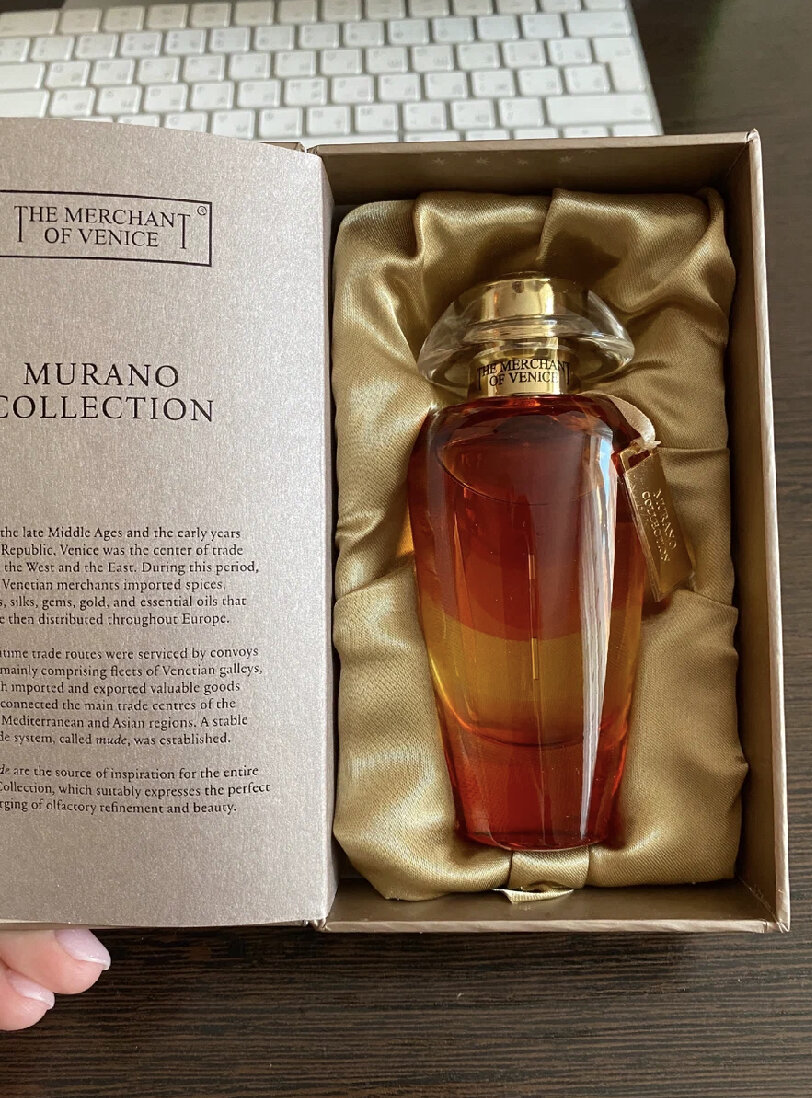 THE MERCHANT®
OF VENICE
MURANO
COLLECTION
the late Middle Ages and the early years
Republic, Venice was the center of trade
the West and the East. During this period,
Venetian merchants imported spices,
silks, gems, gold, and essential oils that
then distributed throughout Europe.
routes were serviced by convoys
mainly comprising fleets of Venetian galleys,
imported and exported valuable goods
connected the main trade centres of the
Mediterranean and Asian regions. A stable
system, called mude, was established.
are the source of inspiration for the entire
Collection, which suitably expresses the perfect
of olfactory refinement and beauty.
THE MERCHANT
OF VENICE
MURANO
COLLECTION